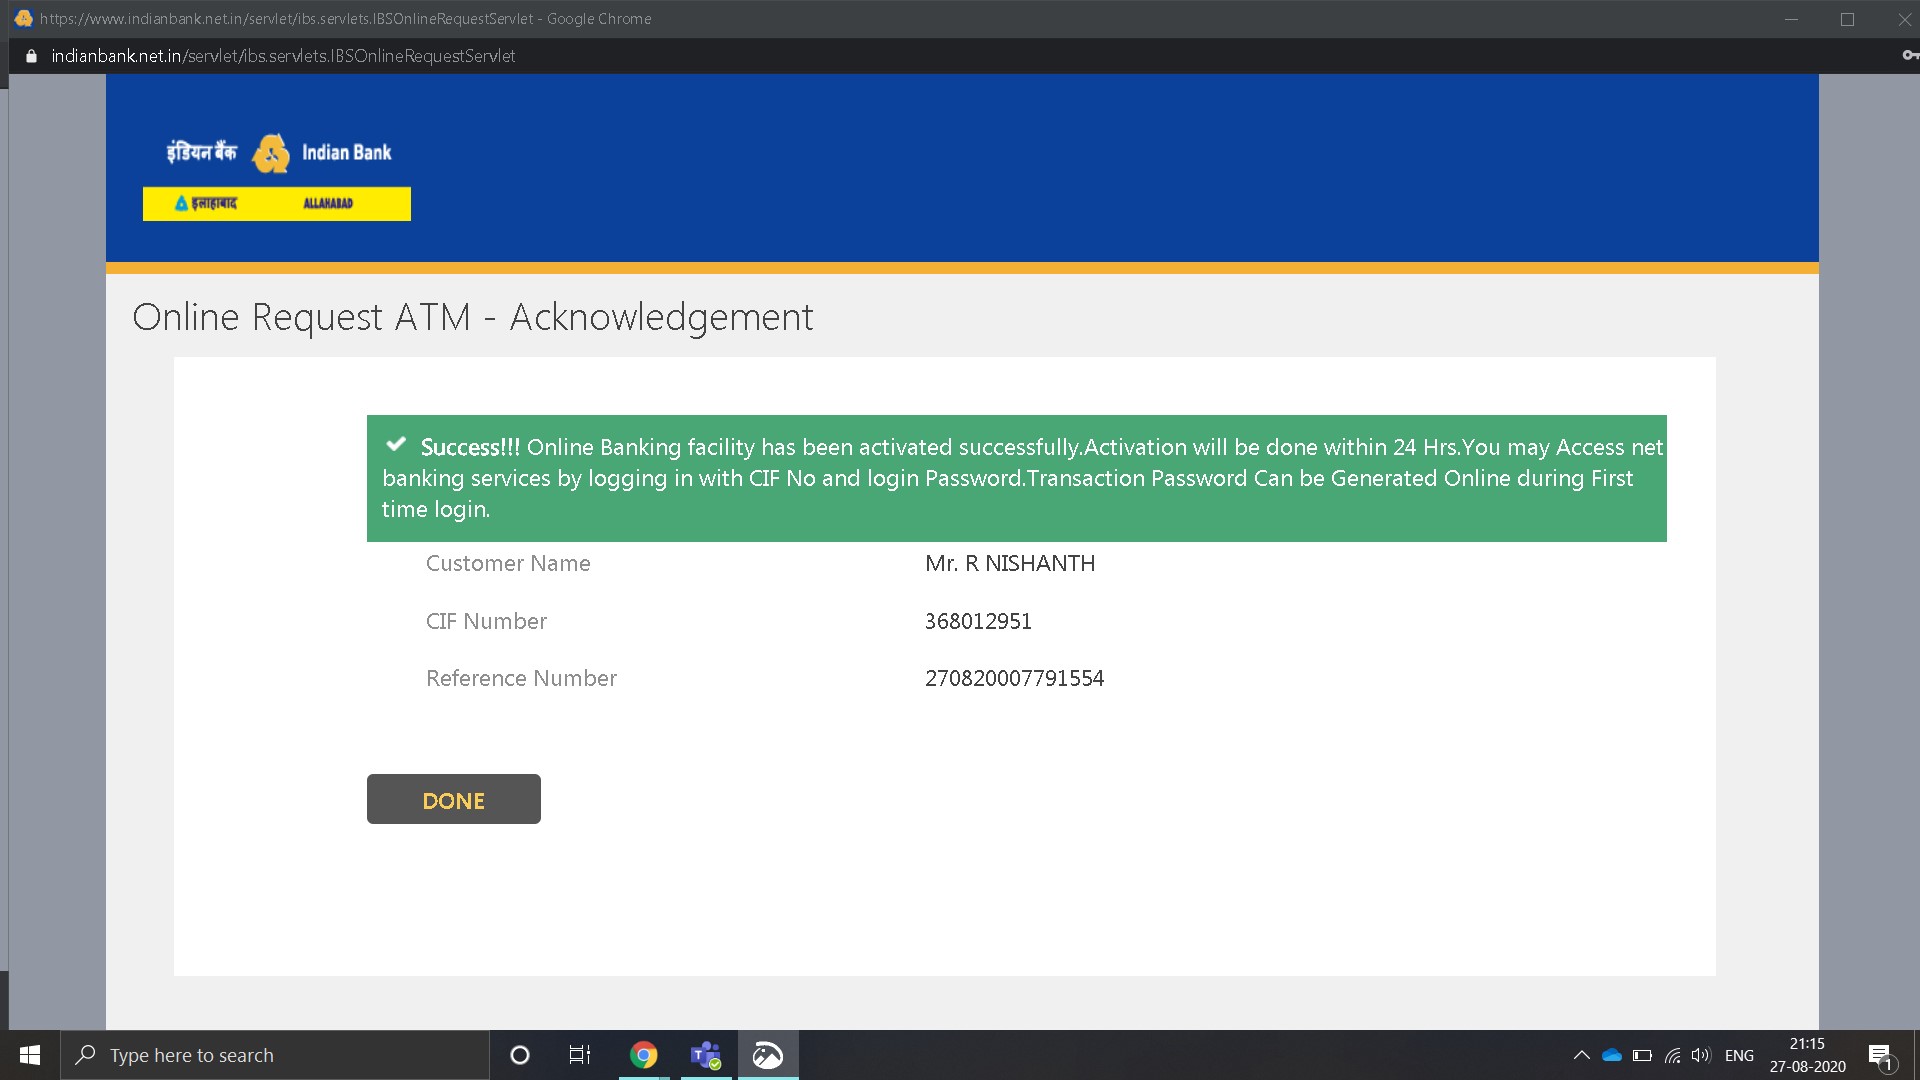 https://www.indianbank.net.in/servlet/ibs.servlets.IBSOnlineRequestServlet - Google Chrome
indianbank.net.in/servlet/ibs.servlets.IBSOnlineRequestServlet
इंडियन बैंक Indian Bank
इलाहाबाद ALLAHABAD
Online Request ATM - Acknowledgement
Success!!! Online Banking facility has been activated successfully.Activation will be done within 24 Hrs.You may Access net
banking services by logging in with CIF No and login Password.Transaction Password Can be Generated Online during First
time login.
Customer Name Mr. R NISHANTH
CIF Number 368012951
Reference Number 270820007791554
DONE
Type here to search
ENG
21:15
27-08-2020
1